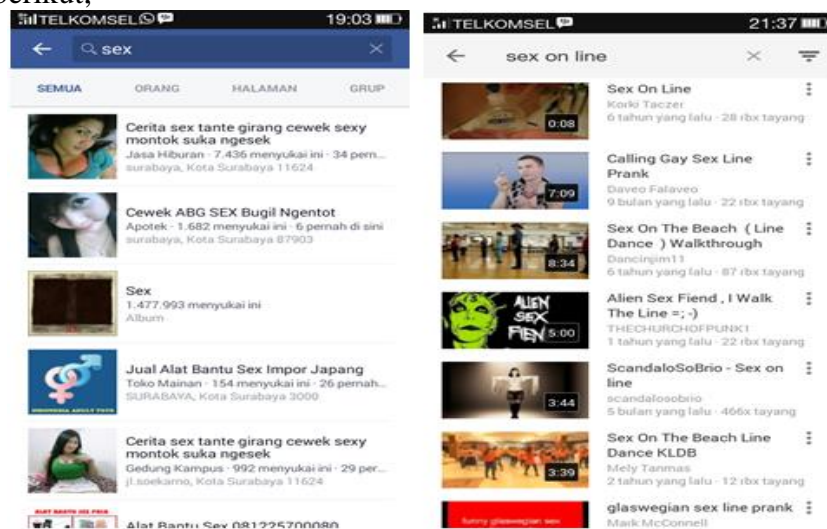 berikut,
TELKOMSEL 19:03
sex
SEMUA ORANG HALAMAN GRUP
Cerita sex tante girang cewek sexy
montok suka ngesek
Jasa Hiburan · 7.436 menyukai ini · 34 pern...
surabaya, Kota Surabaya 11624
Cewek ABG SEX Bugil Ngentot
Apotek · 1.682 menyukai ini · 6 pernah di sini
surabaya, Kota Surabaya 87903
Sex
1.477.993 menyukai ini
Album
Jual Alat Bantu Sex Impor Japang
Toko Mainan · 154 menyukai ini · 26 pernah...
SURABAYA, Kota Surabaya 3000
Cerita sex tante girang cewek sexy
montok suka ngesek
Gedung Kampus · 992 menyukai ini · 29 per...
jl.soekarno, Kota Surabaya 11624
Alat Bantu Sex 081225700080
TELKOMSEL 21:37
sex on line
Sex On Line
Korki Taczer
6 tahun yang lalu · 28 rbx tayang
0:08
Calling Gay Sex Line
Prank
Daveo Falaveo
9 bulan yang lalu · 22 rbx tayang
7:09
Sex On The Beach ( Line
Dance ) Walkthrough
Dancinjim11
6 tahun yang lalu · 87 rbx tayang
8:34
Alien Sex Fiend , I Walk
The Line =; -)
THECHURCHOFPUNK1
1 tahun yang lalu · 22 rbx tayang
ALIEN
SEX
FIEN
5:00
ScandaloSoBrio - Sex on
line
scandalosobrio
5 bulan yang lalu · 466x tayang
3:44
Sex On The Beach Line
Dance KLDB
Mely Tanmas
2 tahun yang lalu · 12 rbx tayang
3:39
glaswegian sex line prank
Mark McConnell
funny glaswegian sex